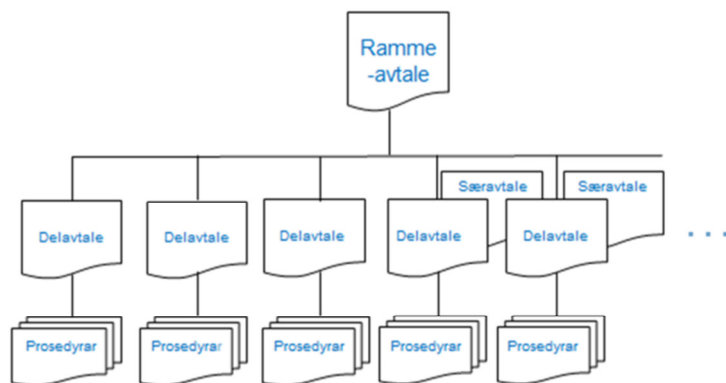 Ramme
-avtale
Særavtale
Særavtale
Delavtale
Delavtale
Delavtale
Delavtale
Delavtale
Prosedyrar
Prosedyrar
Prosedyrar
Prosedyrar
Prosedyrar